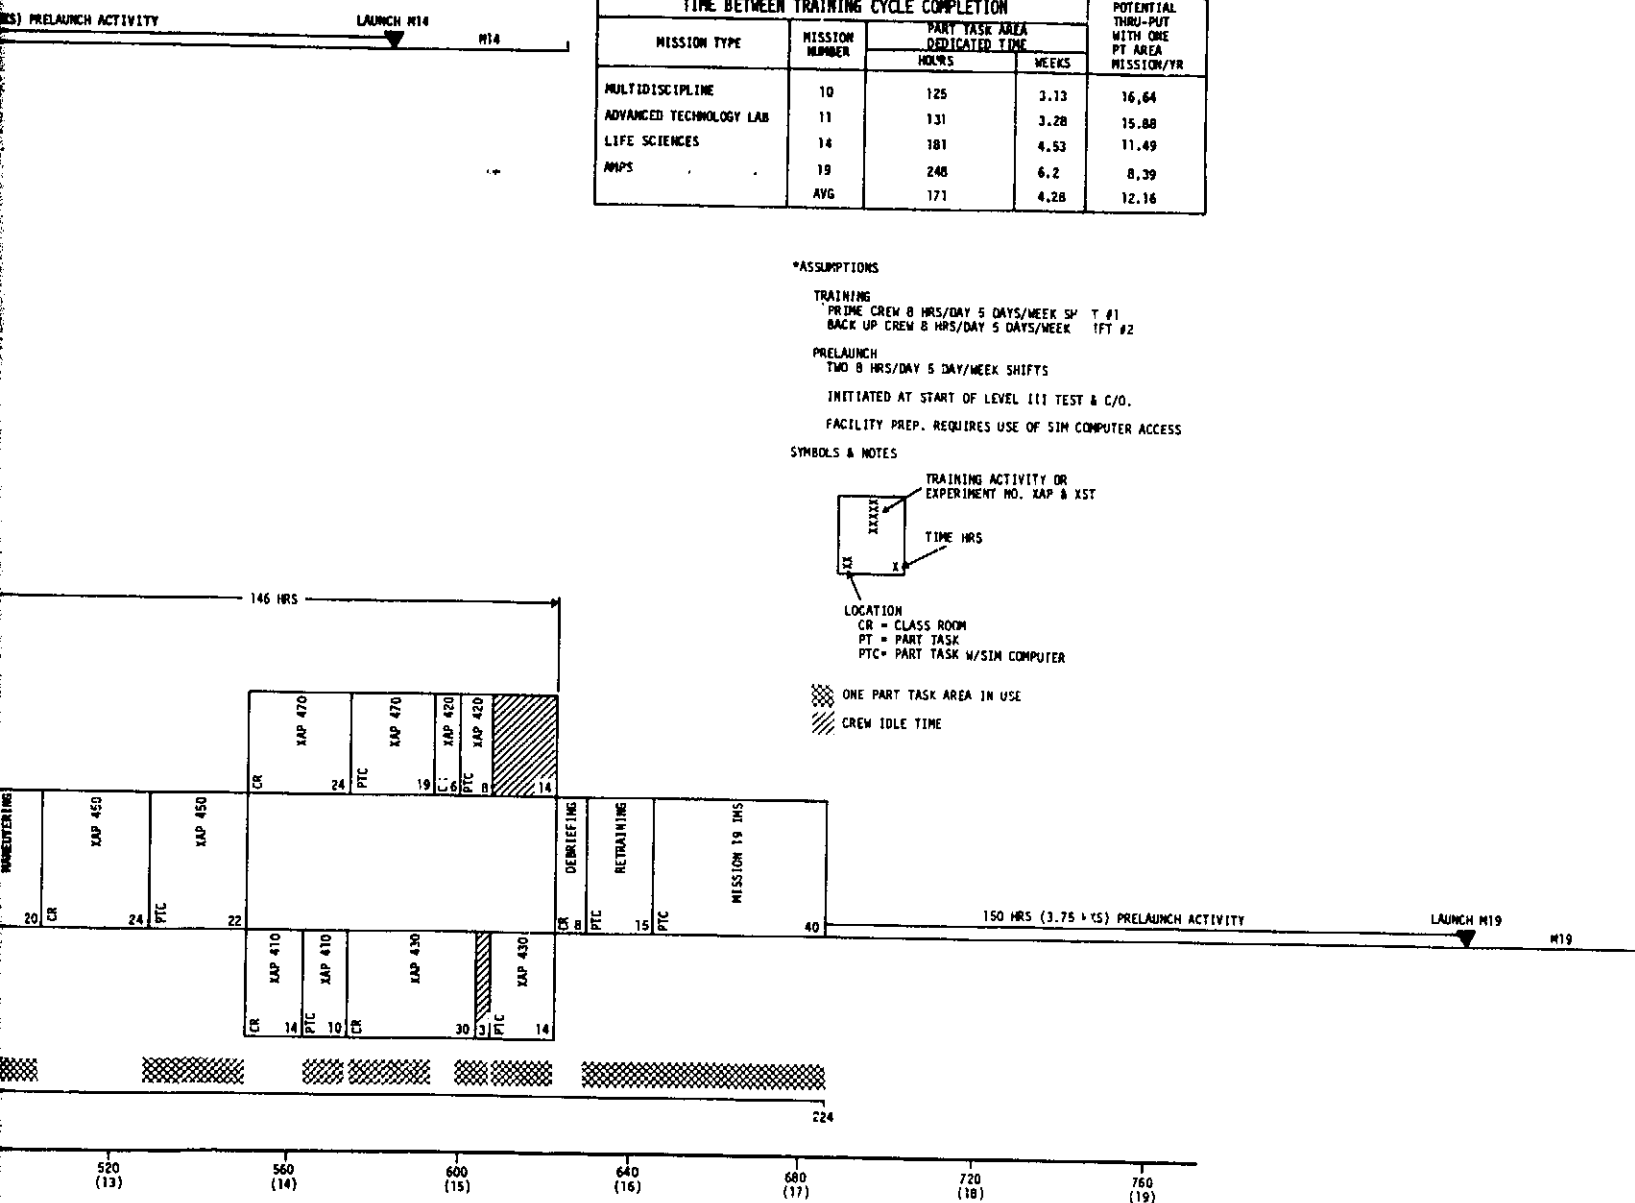 KS) PRELAUNCH ACTIVITY
LAUNCH M14
M14
TIME BETWEEN TRAINING CYCLE COMPLETION
POTENTIAL
THRU-PUT
WITH ONE
PT AREA
MISSION/YR
MISSION TYPE
MISSION
NUMBER
PART TASK AREA
DEDICATED TIME
HOURS
WEEKS
MULTIDISCIPLINE 10 125 3.13 16,64
ADVANCED TECHNOLOGY LAB 11 131 3.28 15.88
LIFE SCIENCES 14 181 4.53 11.49
AMPS 19 248 6.2 8,39
AVG 171 4.28 12.16
*ASSUMPTIONS
TRAINING
PRIME CREW 8 HRS/DAY 5 DAYS/WEEK SH T #1
BACK UP CREW 8 HRS/DAY 5 DAYS/WEEK IFT #2
PRELAUNCH
TWO 8 HRS/DAY 5 DAY/WEEK SHIFTS
INITIATED AT START OF LEVEL III TEST & C/O.
FACILITY PREP. REQUIRES USE OF SIM COMPUTER ACCESS
SYMBOLS & NOTES
TRAINING ACTIVITY OR
EXPERIMENT NO. XAP & XST
XXXXX
TIME HRS
XX
X
LOCATION
CR = CLASS ROOM
PT = PART TASK
PTC= PART TASK W/SIM COMPUTER
ONE PART TASK AREA IN USE
CREW IDLE TIME
146 HRS
XAP 470
CR
24
XAP 470
PTC
19
XAP 420
6
XAP 420
PTC
8
14
20
XAP 450
CR
24
XAP 450
PTC
22
DEBRIEFING
CR
8
RETRAINING
PTC
15
MISSION 19 IMS
PTC
40
150 HRS (3.75 KS) PRELAUNCH ACTIVITY
LAUNCH M19
M19
XAP 410
CR
14
XAP 410
PTC
10
XAP 430
CR
30
3
XAP 430
PTC
14
224
520 560 600 640 680 720 760
(13) (14) (15) (16) (17) (18) (19)